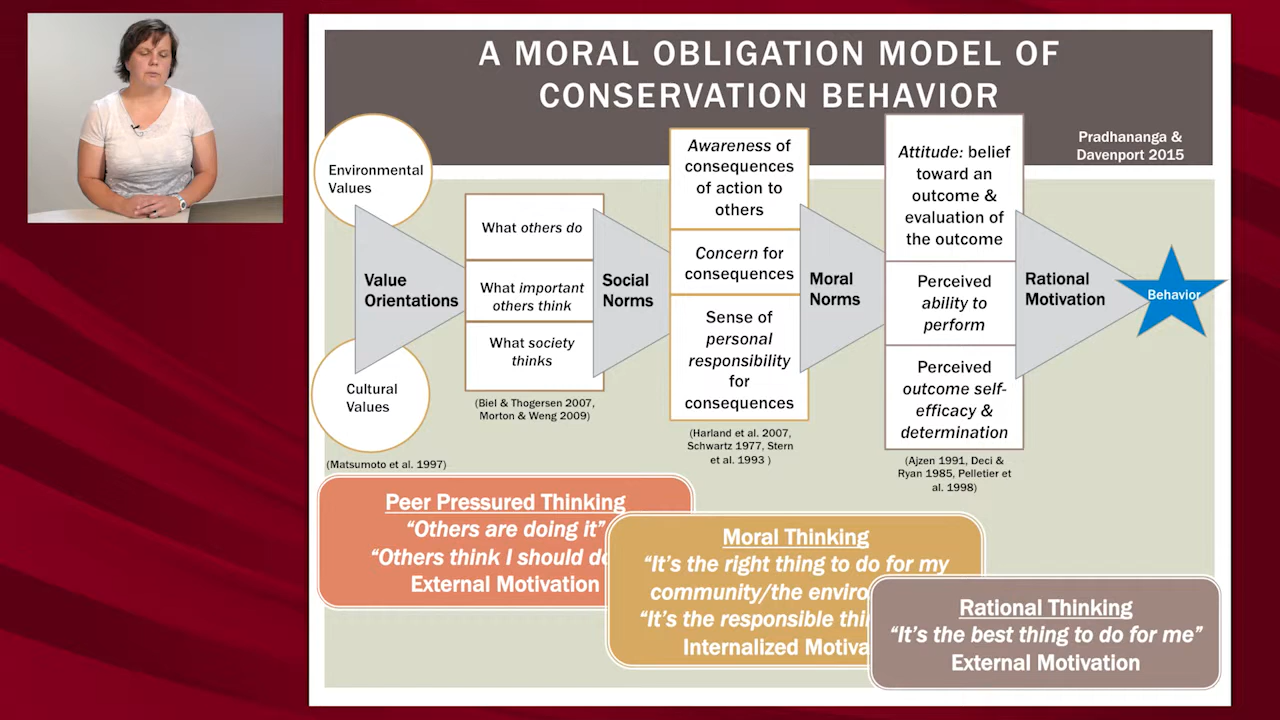 A MORAL OBLIGATION MODEL OF
CONSERVATION BEHAVIOR
Pradhananga &
Davenport 2015
Environmental
Values
Value
Orientations
Cultural
Values
(Matsumoto et al. 1997)
What others do
What important
others think
What society
thinks
(Biel & Thogersen 2007,
Morton & Weng 2009)
Social
Norms
Awareness of
consequences
of action to
others
Concern for
consequences
Sense of
personal
responsibility
for
consequences
(Harland et al. 2007,
Schwartz 1977, Stern
et al. 1993 )
Moral
Norms
Attitude: belief
toward an
outcome &
evaluation of
the outcome
Perceived
ability to
perform
Perceived
outcome self-
efficacy &
determination
(Ajzen 1991, Deci &
Ryan 1985, Pelletier et
al. 1998)
Rational
Motivation
Behavior
Peer Pressured Thinking
“Others are doing it”
“Others think I should
External Motivation
Moral Thinking
“It’s the right thing to do for my
community/the enviro
“It’s the responsible thi
Internalized Motiva
Rational Thinking
“It’s the best thing to do for me”
External Motivation